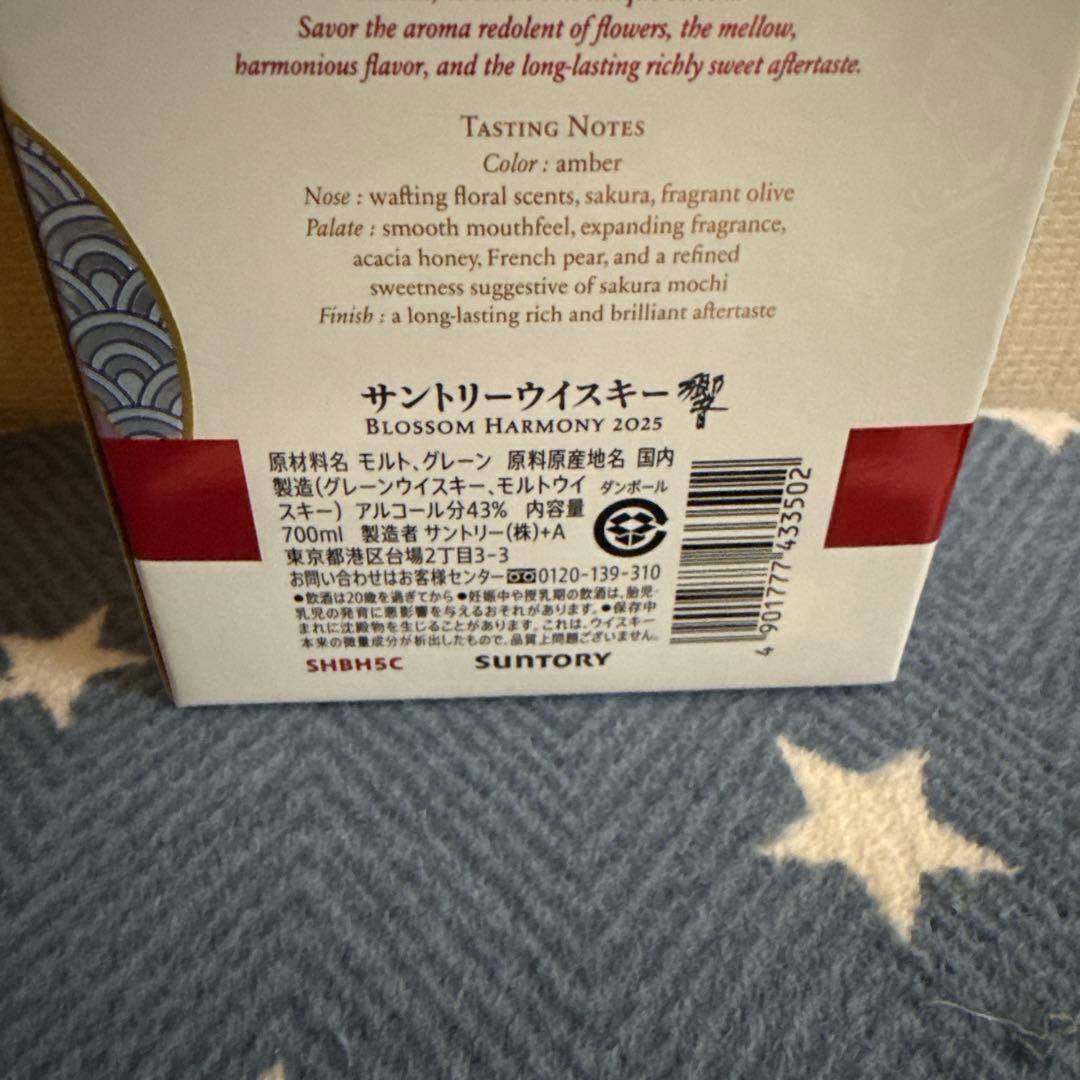 Savor the aroma redolent of flowers, the mellow,
harmonious flavor, and the long-lasting richly sweet aftertaste.
TASTING NOTES
Color : amber
Nose : wafting floral scents, sakura, fragrant olive
Palate : smooth mouthfeel, expanding fragrance,
acacia honey, French pear, and a refined
sweetness suggestive of sakura mochi
Finish : a long-lasting rich and brilliant aftertaste
サントリーウイスキー 響
BLOSSOM HARMONY 2025
原材料名 モルト、グレーン 原料原産地名 国内
製造(グレーンウイスキー、モルトウイ
スキー) アルコール分43% 内容量
700ml 製造者 サントリー(株)+A
東京都港区台場2丁目3-3
ダンボール
お問い合わせはお客様センター 0120-139-310
●飲酒は20歳を過ぎてから ●妊娠中や授乳期の飲酒は、胎児・
乳児の発育に悪影響を与えるおそれがあります。●保存中
まれに沈殿物を生じることがあります。これは、ウイスキー
本来の微量成分が析出したもので、品質上問題ございません。
SHBH5C SUNTORY
4 901777 433502